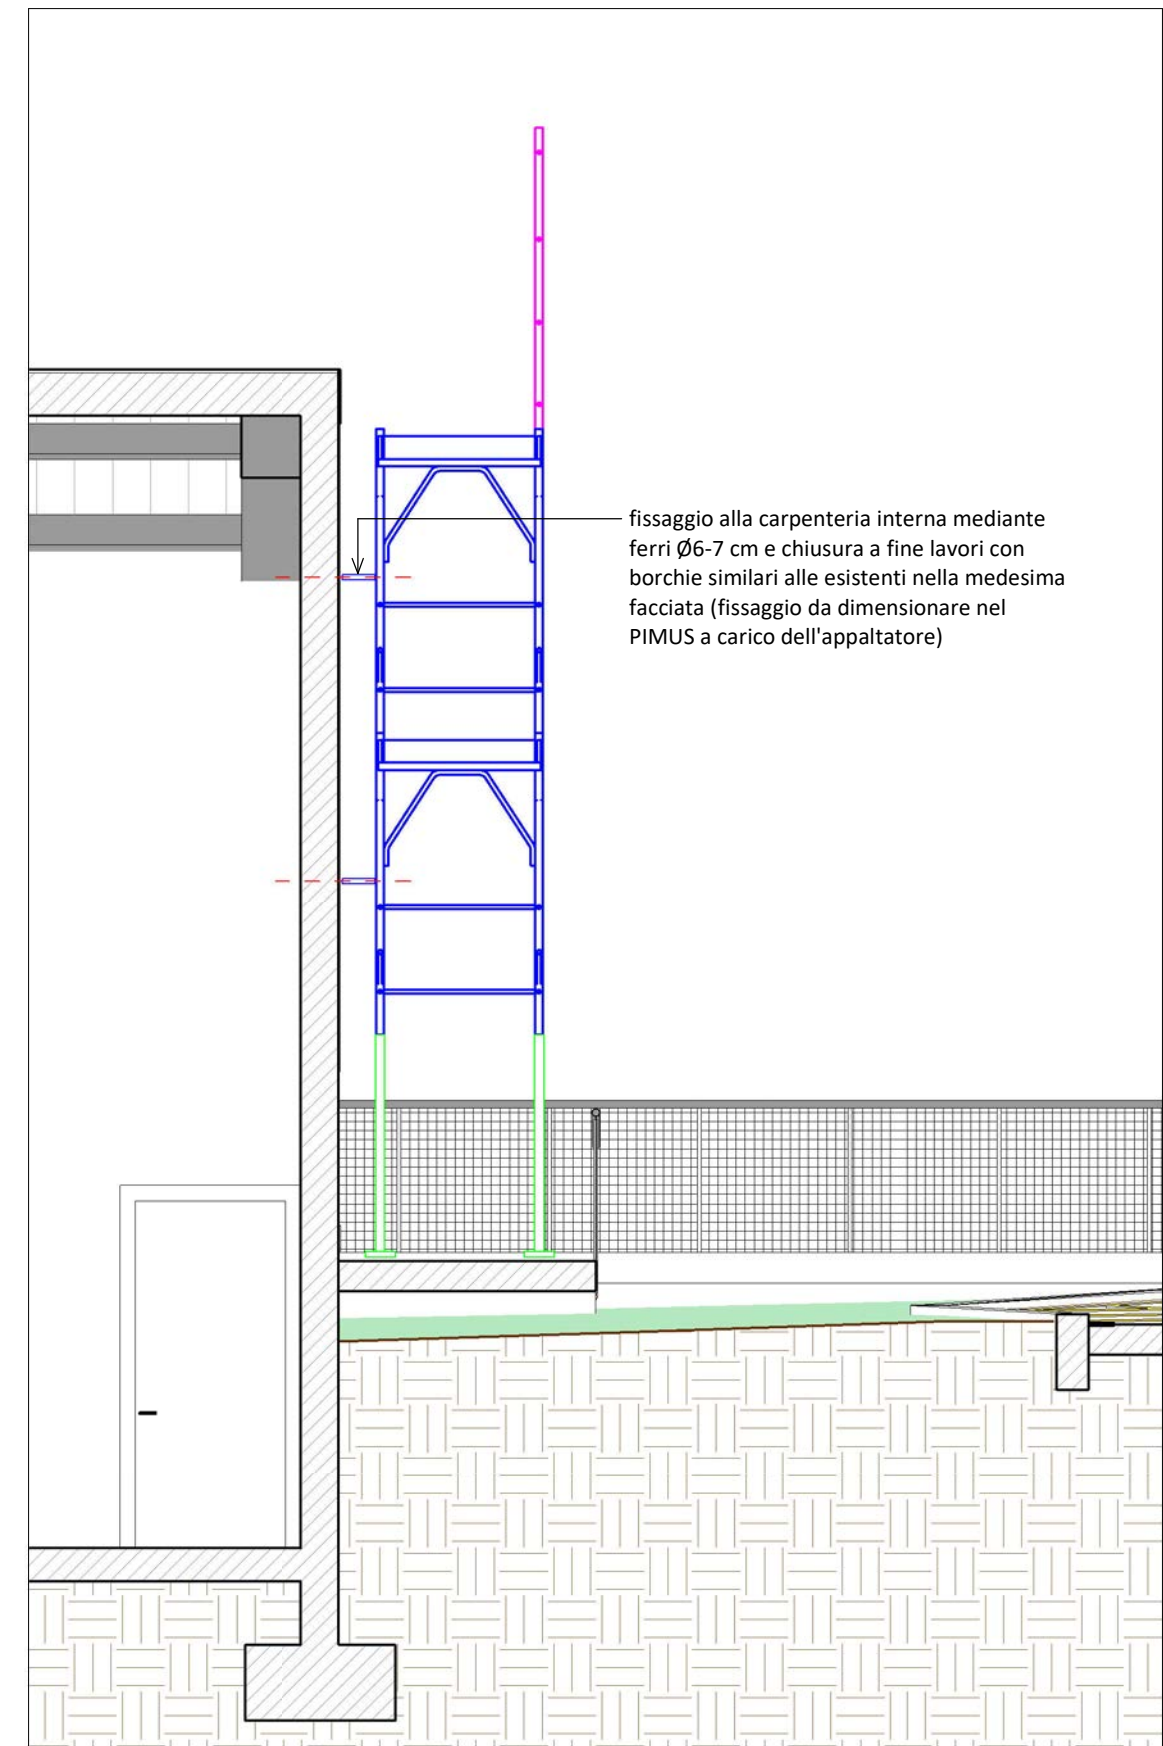 fissaggio alla carpenteria interna mediante
ferri Ø6-7 cm e chiusura a fine lavori con
borchie similari alle esistenti nella medesima
facciata (fissaggio da dimensionare nel
PIMUS a carico dell'appaltatore)